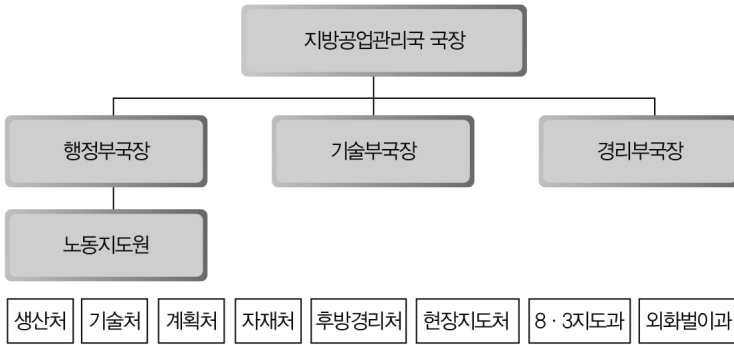 지방공업관리국 국장
행정부국장 기술부국장 경리부국장
노동지도원
생산처 기술처 계획처 자재처 후방경리처 현장지도처 8·3지도과 외화벌이과